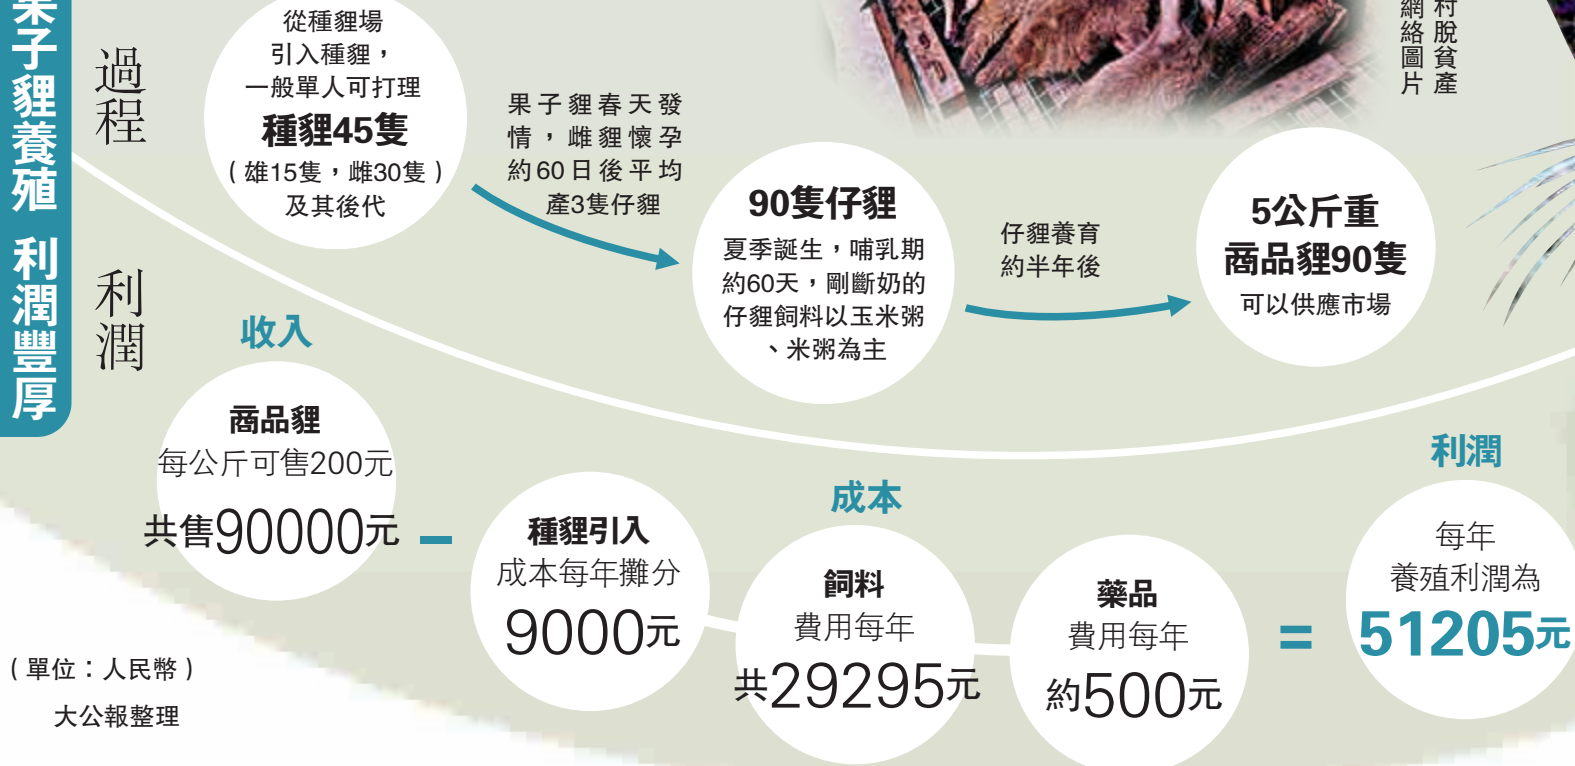 果子貍養殖 利潤豐厚
過程
從種貍場
引入種貍，
一般單人可打理
種貍45隻
（雄15隻，雌30隻）
及其後代
果子貍春天發
情，雌貍懷孕
約60日後平均
產3隻仔貍
90隻仔貍
夏季誕生，哺乳期
約60天，剛斷奶的
仔貍飼料以玉米粥
、米粥為主
仔貍養育
約半年後
5公斤重
商品貍90隻
可以供應市場
村脫貧產
網絡圖片
利潤
收入
商品貍
每公斤可售200元
共售90000元
－
種貍引入
成本每年攤分
9000元
成本
飼料
費用每年
共29295元
藥品
費用每年
約500元
=
利潤
每年
養殖利潤為
51205元
（單位：人民幣）
大公報整理